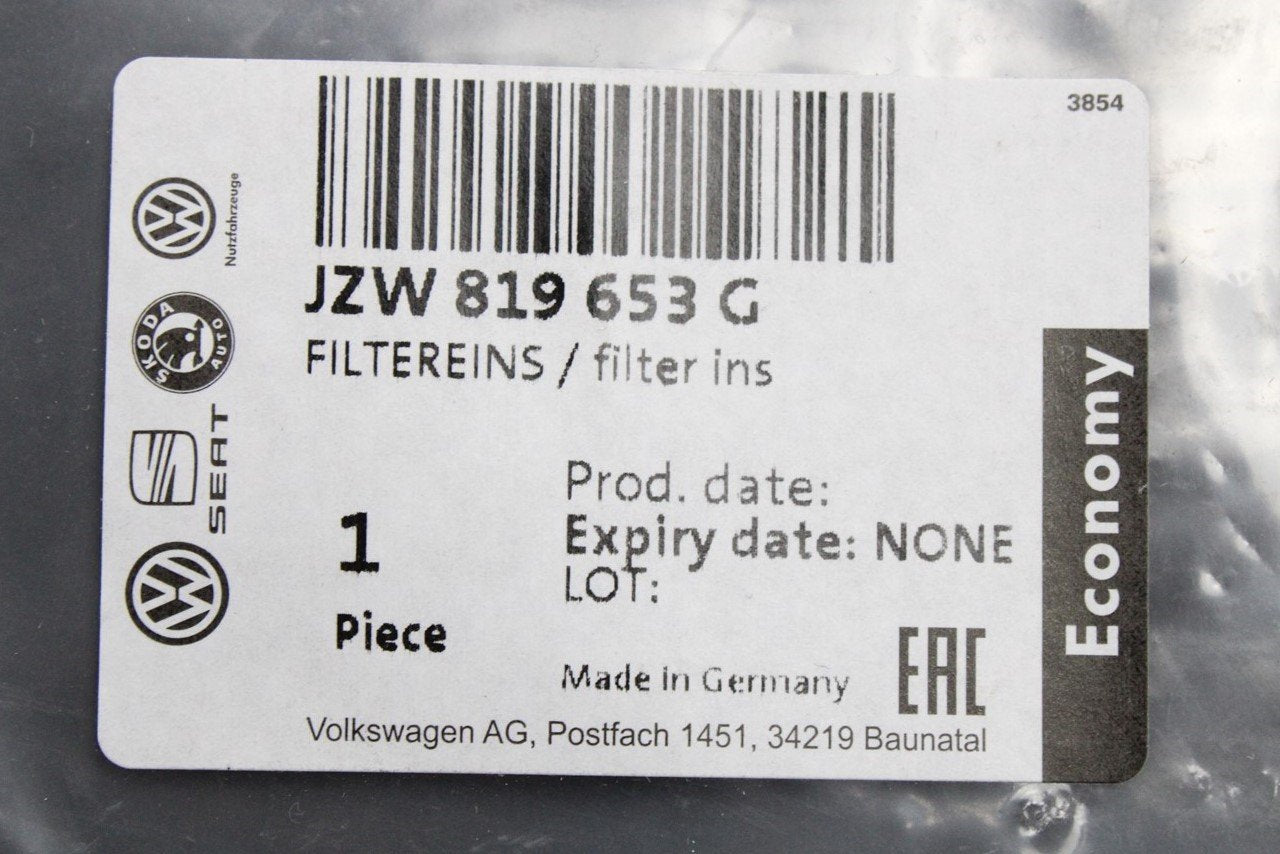 3854
Nutzfahrzeuge
JZW 819 653 G
ŠKODA
AUTO
FILTEREINS / filter ins
SEAT
Economy
Prod. date:
1
Expiry date: NONE
LOT:
Piece
EAC
Made in Germany
Volkswagen AG, Postfach 1451, 34219 Baunatal